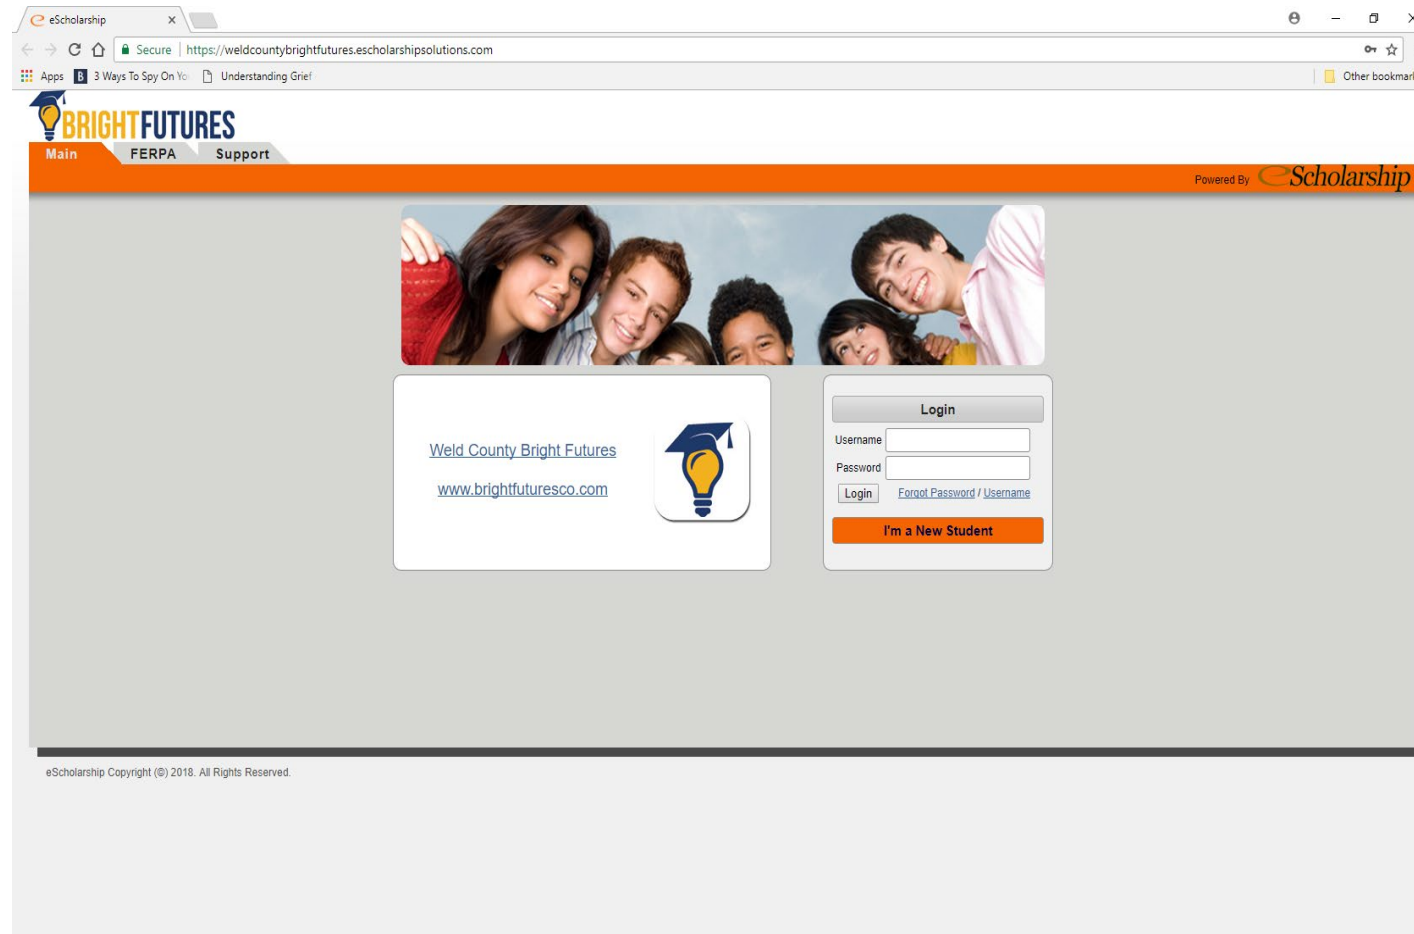 eScholarship
Secure | https://weldcountybrightfutures.escholarshipsolutions.com
Apps B 3 Ways To Spy On Yo Understanding Grief Other bookmark
BRIGHTFUTURES
Main FERPA Support
Powered By eScholarship
Login
Username
Password
Login Forgot Password / Username
I'm a New Student
Weld County Bright Futures
www.brightfuturesco.com
eScholarship Copyright (©) 2018. All Rights Reserved.